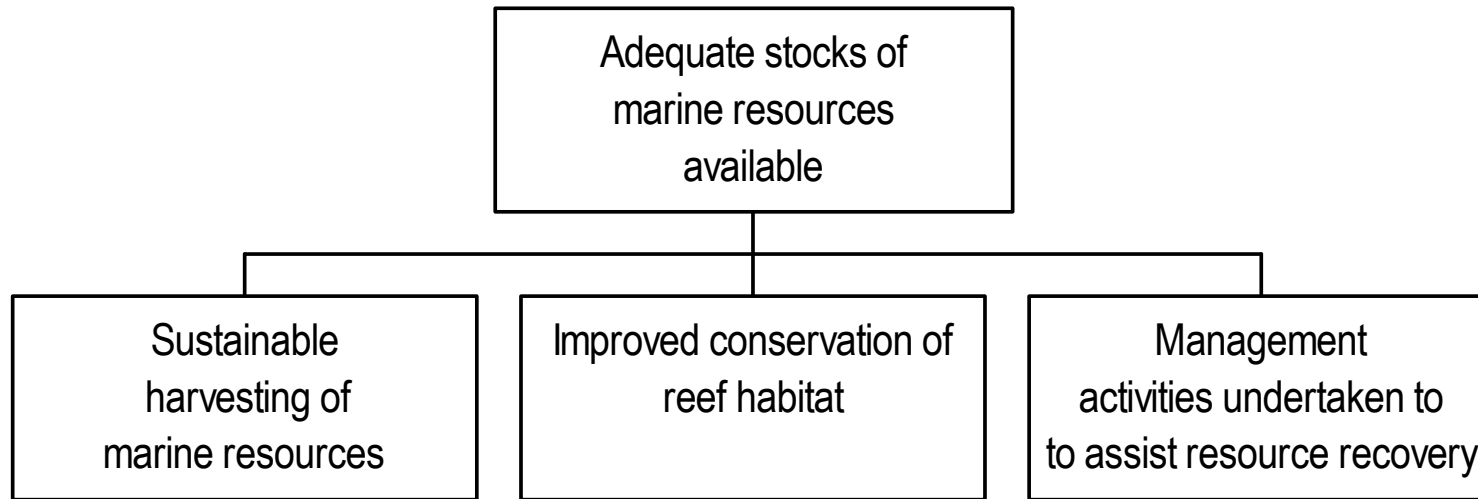 Adequate stocks of
marine resources
available
Sustainable
harvesting of
marine resources
Improved conservation of
reef habitat
Management
activities undertaken to
to assist resource recovery